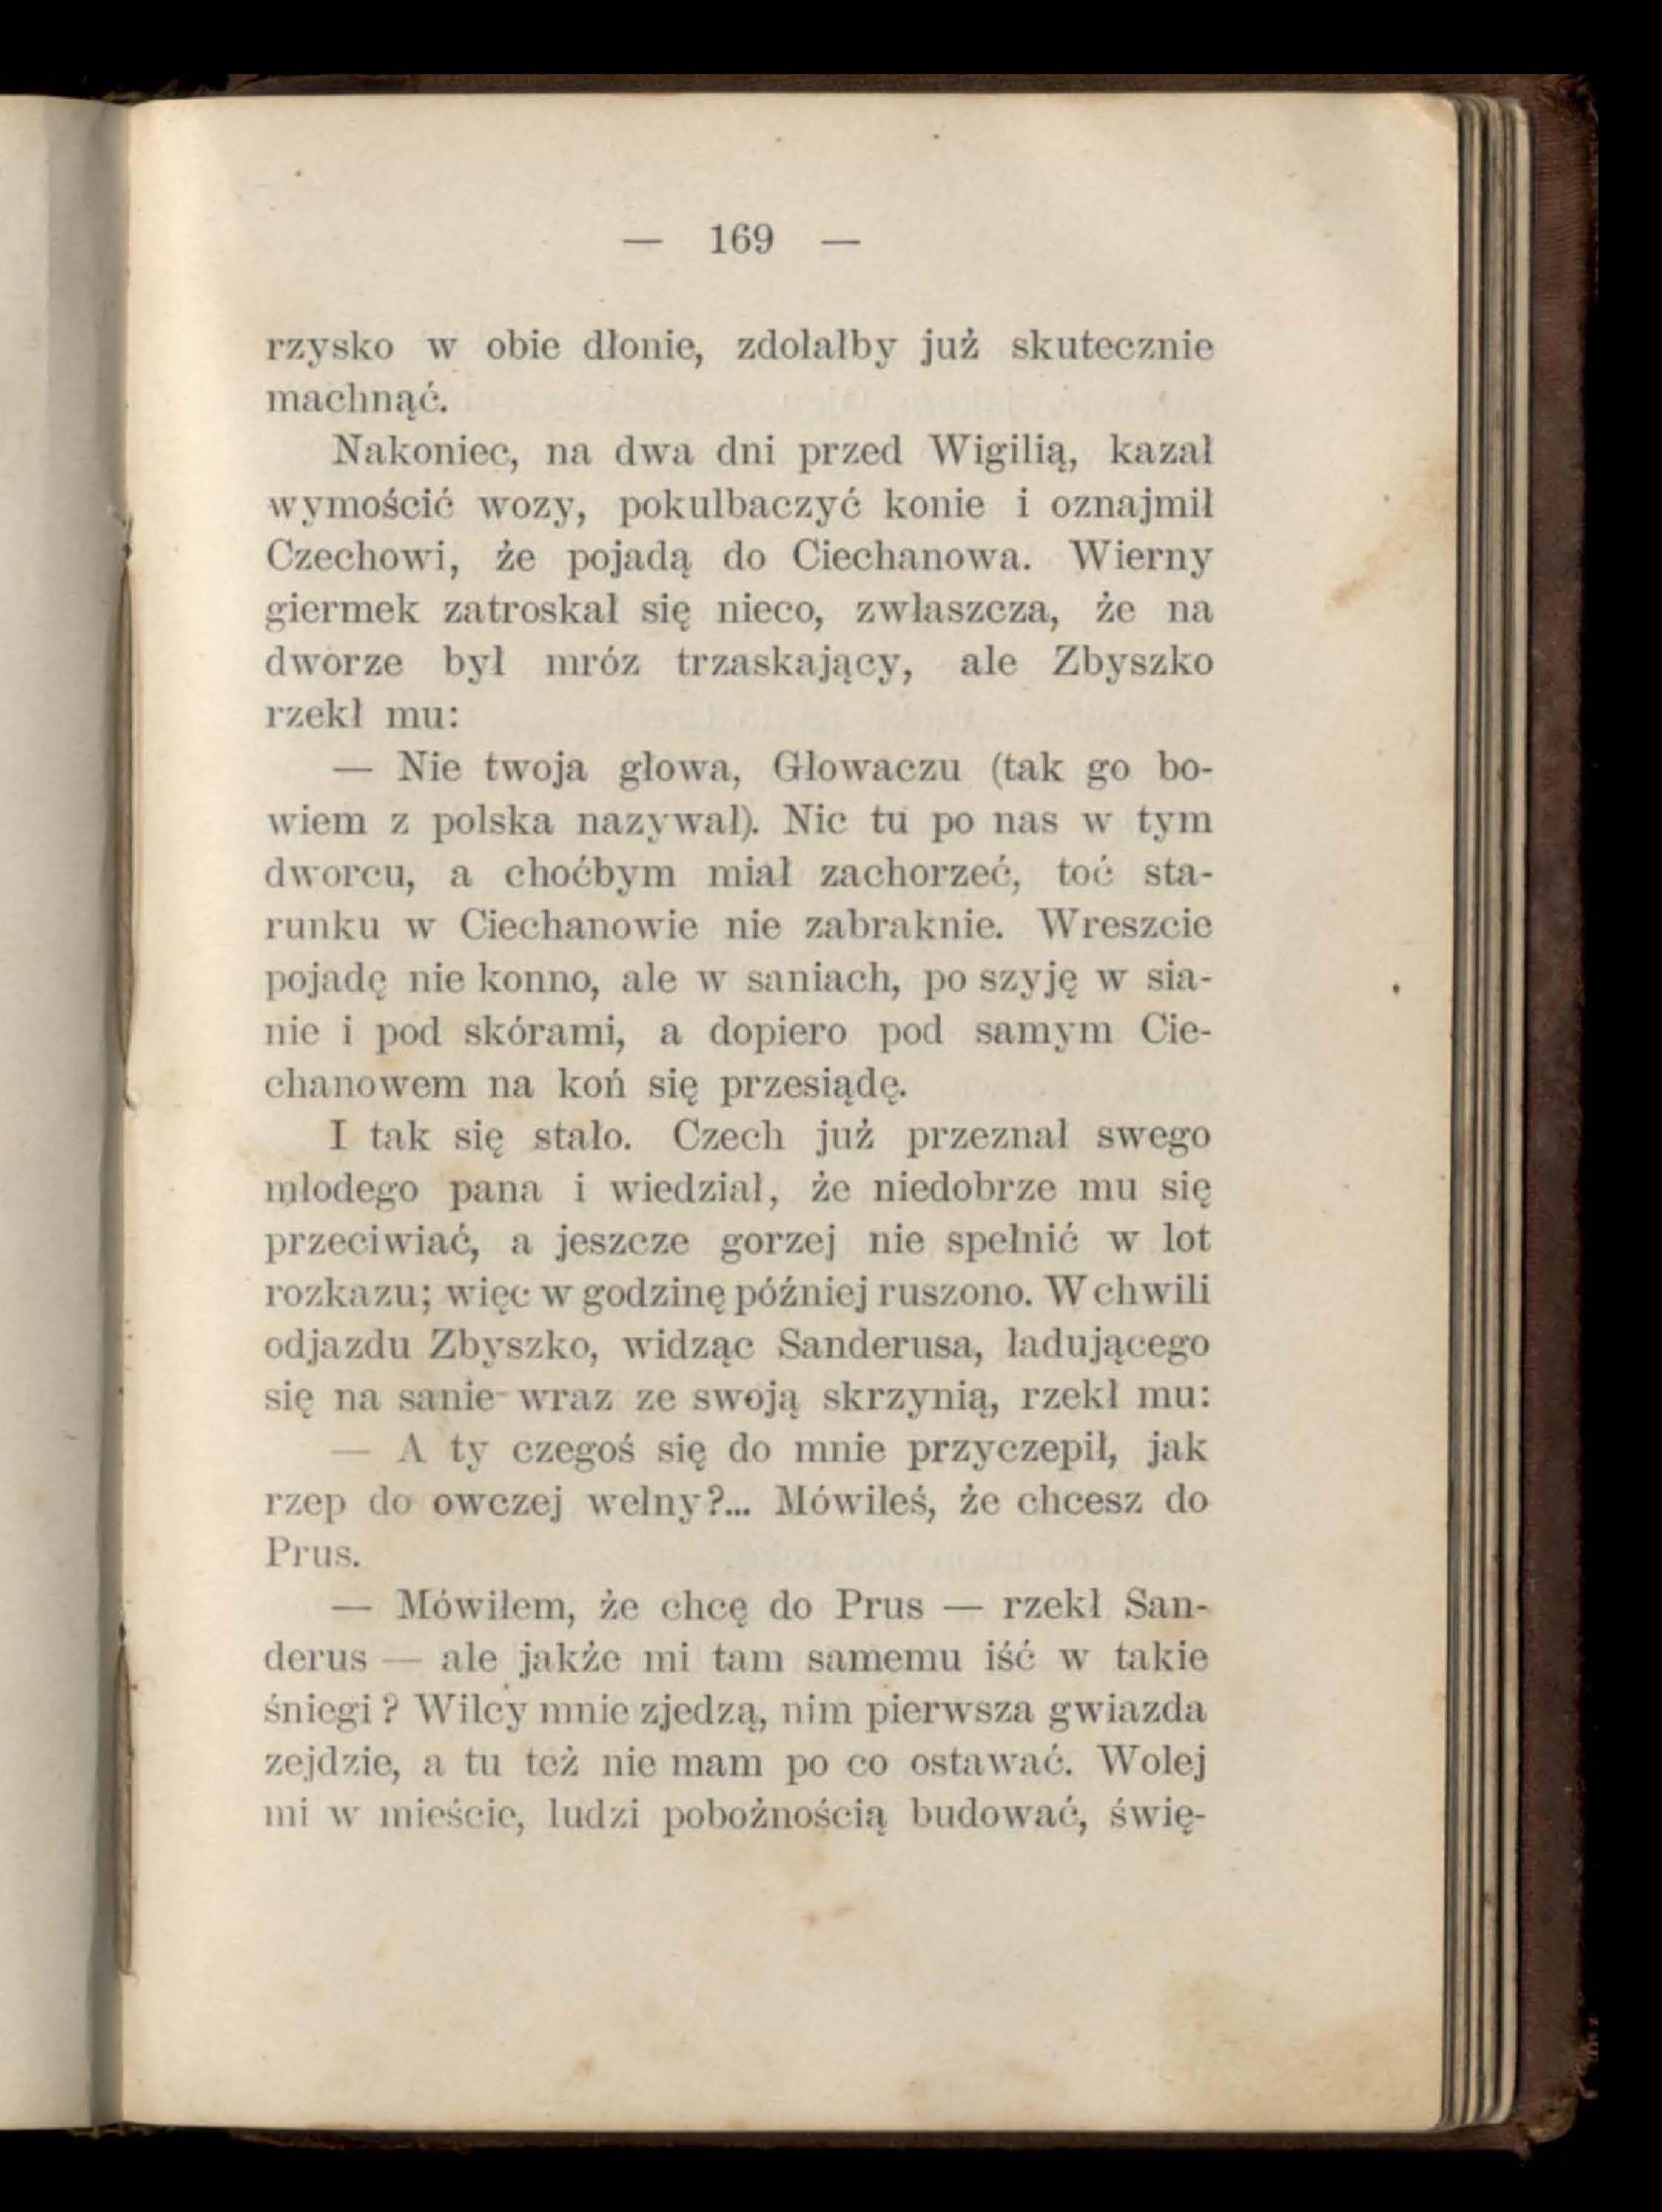 — 169 —
rzysko w obie dłonie, zdołałby już skutecznie
machnąć.
Nakoniec, na dwa dni przed Wigilią, kazał
wymościć wozy, pokulbaczyć konie i oznajmił
Czechowi, że pojadą do Ciechanowa. Wierny
giermek zatroskał się nieco, zwłaszcza, że na
dworze był mróz trzaskający, ale Zbyszko
rzekł mu:
— Nie twoja głowa, Głowaczu (tak go bo-
wiem z polska nazywał). Nic tu po nas w tym
dworcu, a choćbym miał zachorzeć, toć sta-
runku w Ciechanowie nie zabraknie. Wreszcie
pojadę nie konno, ale w saniach, po szyję w sia-
nie i pod skórami, a dopiero pod samym Cie-
chanowem na koń się przesiądę.
I tak się stało. Czech już przeznał swego
młodego pana i wiedział, że niedobrze mu się
przeciwiać, a jeszcze gorzej nie spełnić w lot
rozkazu; więc w godzinę później ruszono. W chwili
odjazdu Zbyszko, widząc Sanderusa, ładującego
się na sanie wraz ze swoją skrzynią, rzekł mu:
— A ty czegoś się do mnie przyczepił, jak
rzep do owczej wełny?... Mówiłeś, że chcesz do
Prus.
— Mówiłem, że chcę do Prus — rzekł San-
derus — ale jakże mi tam samemu iść w takie
śniegi? Wilcy mnie zjedzą, nim pierwsza gwiazda
zejdzie, a tu też nie mam po co ostawać. Wolej
mi w mieście, ludzi pobożnością budować, świę-